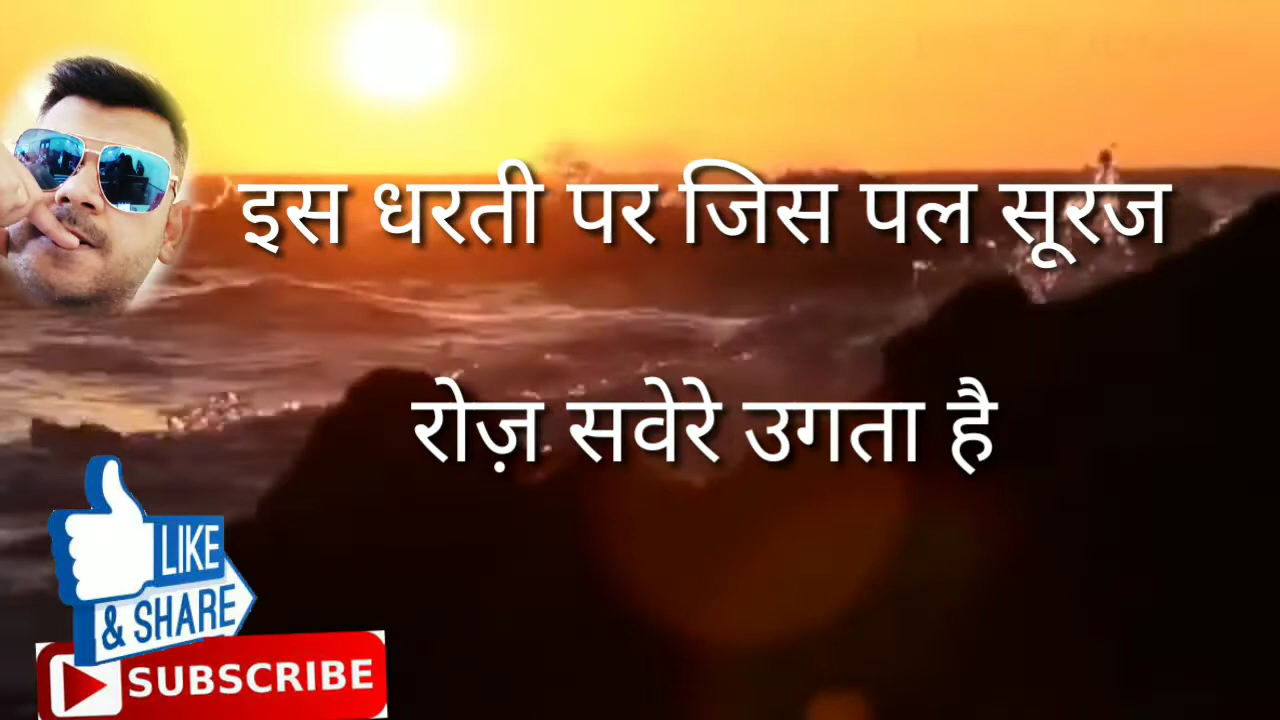 इस धरती पर जिस पल सूरज
रोज़ सवेरे उगता है
LIKE
& SHARE
SUBSCRIBE